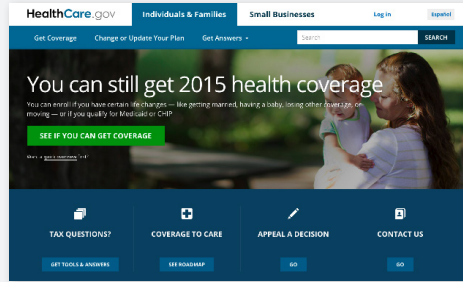 HealthCare.gov
Individuals & Families
Small Businesses
Log in
Español
Get Coverage
Change or Update Your Plan
Get Answers
Search
SEARCH
You can still get 2015 health coverage
You can enroll if you have certain life changes — like getting married, having a baby, losing other coverage, or
moving — or if you qualify for Medicaid or CHIP
SEE IF YOU CAN GET COVERAGE
TAX QUESTIONS?
COVERAGE TO CARE
APPEAL A DECISION
CONTACT US
GET TOOLS & ANSWERS
SEE ROADMAP
GO
GO